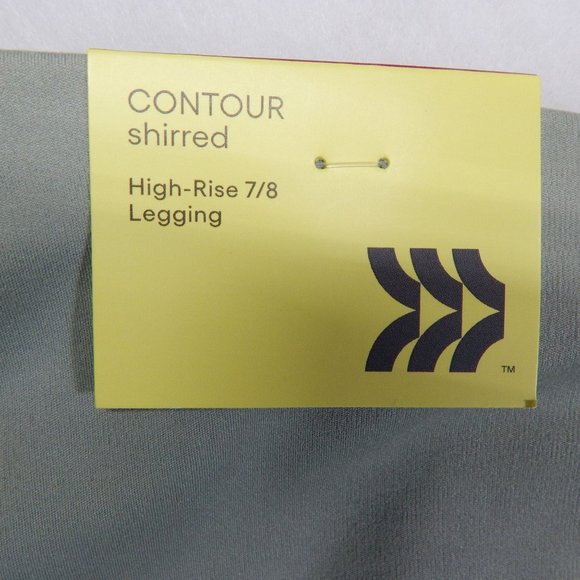 CONTOUR
shirred
High-Rise 7/8
Legging
TM